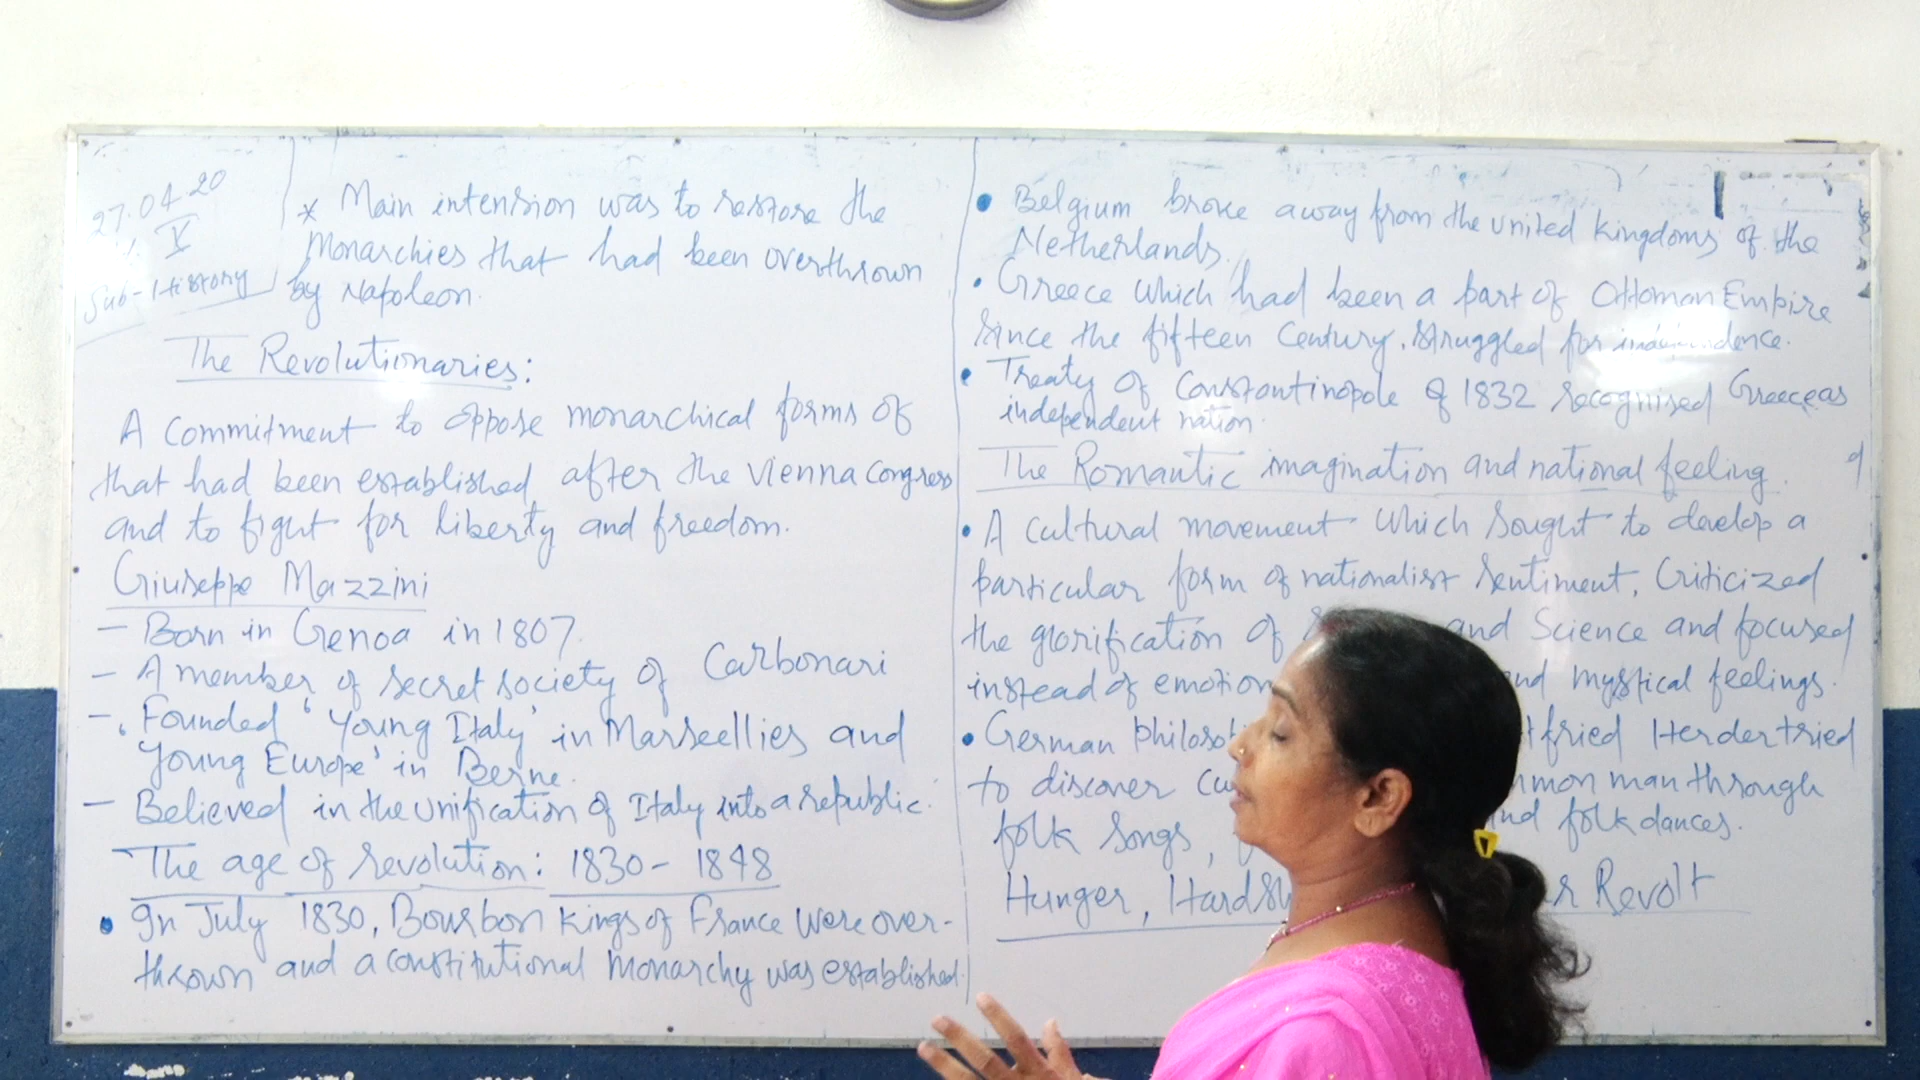 27.04.20
V
Sub-History
* Main intension was to restore the
Monarchies that had been overthrown
by Napoleon.
The Revolutionaries:
A commitment to oppose monarchical forms of
that had been established after the Vienna Congress
and to fight for liberty and freedom.
Giuseppe Mazzini
- Born in Genoa in 1807.
- A member of secret society of Carbonari
- Founded 'Young Italy' in Marseellies and
Young Europe' in Berne.
- Believed in the unification of Italy into a republic.
The age of revolution: 1830-1848
• In July 1830, Bourbon kings of France were over-
thrown and a constitutional monarchy was established.
• Belgium broke away from the united kingdoms of the
Netherlands.
• Greece which had been a part of Ottoman Empire
since the fifteen Century. struggled for independence.
• Treaty of Constantinople of 1832 recognised Greece as
independent nation.
The Romantic imagination and national feeling.
• A cultural movement which sought to develop a
particular form of nationalist sentiment, Criticized
the glorification of and Science and focused
instead of emotion and mystical feelings.
• German Herder tried
to discover man through
folk songs, and folk dances.
Hunger, Revolt